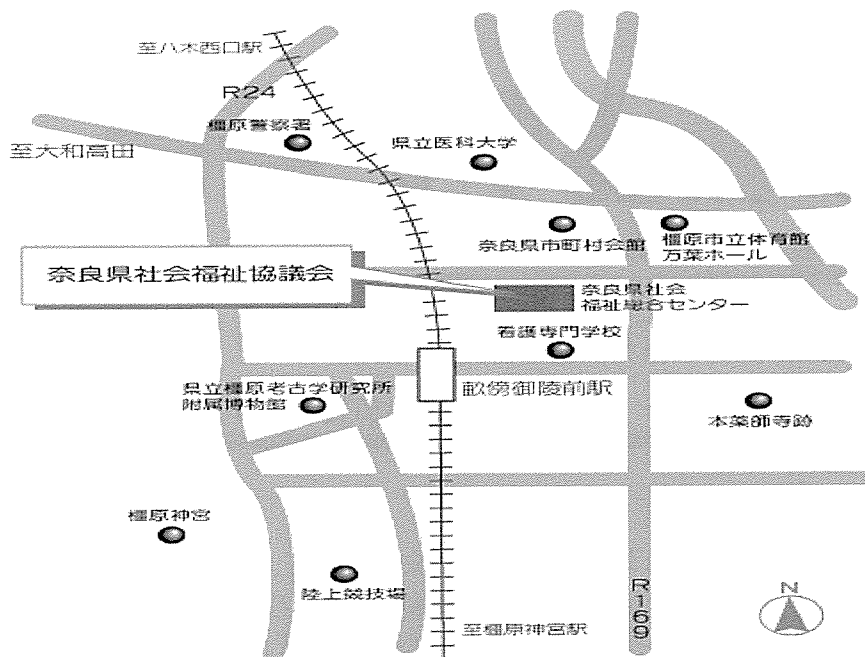 至八木西口駅
R24
橿原警察署
至大和高田
県立医科大学
奈良県市町村会館
橿原市立体育館
万葉ホール
奈良県社会福祉協議会
奈良県社会
福祉総合センター
看護専門学校
県立橿原考古学研究所
附属博物館
畝傍御陵前駅
本薬師寺跡
橿原神宮
陸上競技場
R169
N
至橿原神宮駅